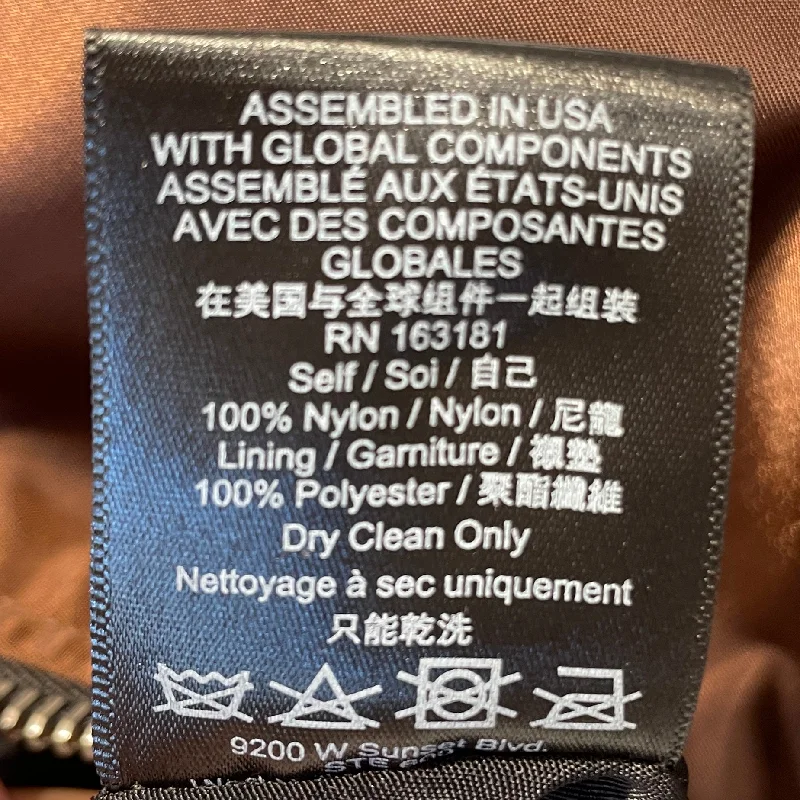 ASSEMBLED IN USA
WITH GLOBAL COMPONENTS
ASSEMBLÉ AUX ÉTATS-UNIS
AVEC DES COMPOSANTES
GLOBALES
在美国与全球组件一起组装
RN 163181
Self / Soi / 自己
100% Nylon / Nylon / 尼龍
Lining / Garniture / 襯墊
100% Polyester / 聚酯纖維
Dry Clean Only
Nettoyage à sec uniquement
只能乾洗
9200 W Sunset Blvd.
STE